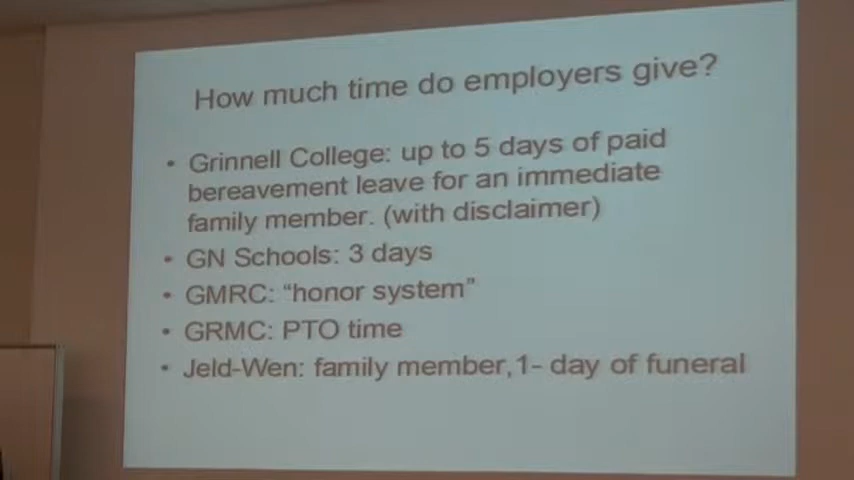 How much time do employers give?
• Grinnell College: up to 5 days of paid
bereavement leave for an immediate
family member. (with disclaimer)
• GN Schools: 3 days
• GMRC: “honor system”
• GRMC: PTO time
• Jeld-Wen: family member,1- day of funeral